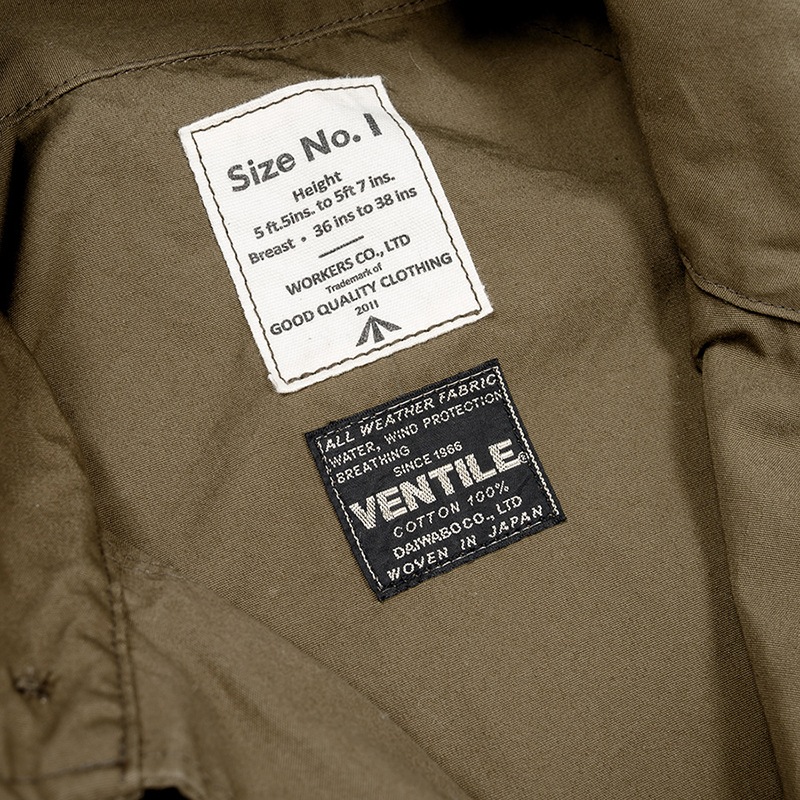 Size No. I
Height
5 ft.5ins. to 5ft 7 ins.
Breast . 36 ins to 38 ins
WORKERS CO., LTD
Trademark of
GOOD QUALITY CLOTHING
2011
ALL WEATHER FABRIC
WATER, WIND PROTECTION
BREATHING
SINCE 1966
VENTILE®
COTTON 100%
DAIWABO CO., LTD
WOVEN IN JAPAN